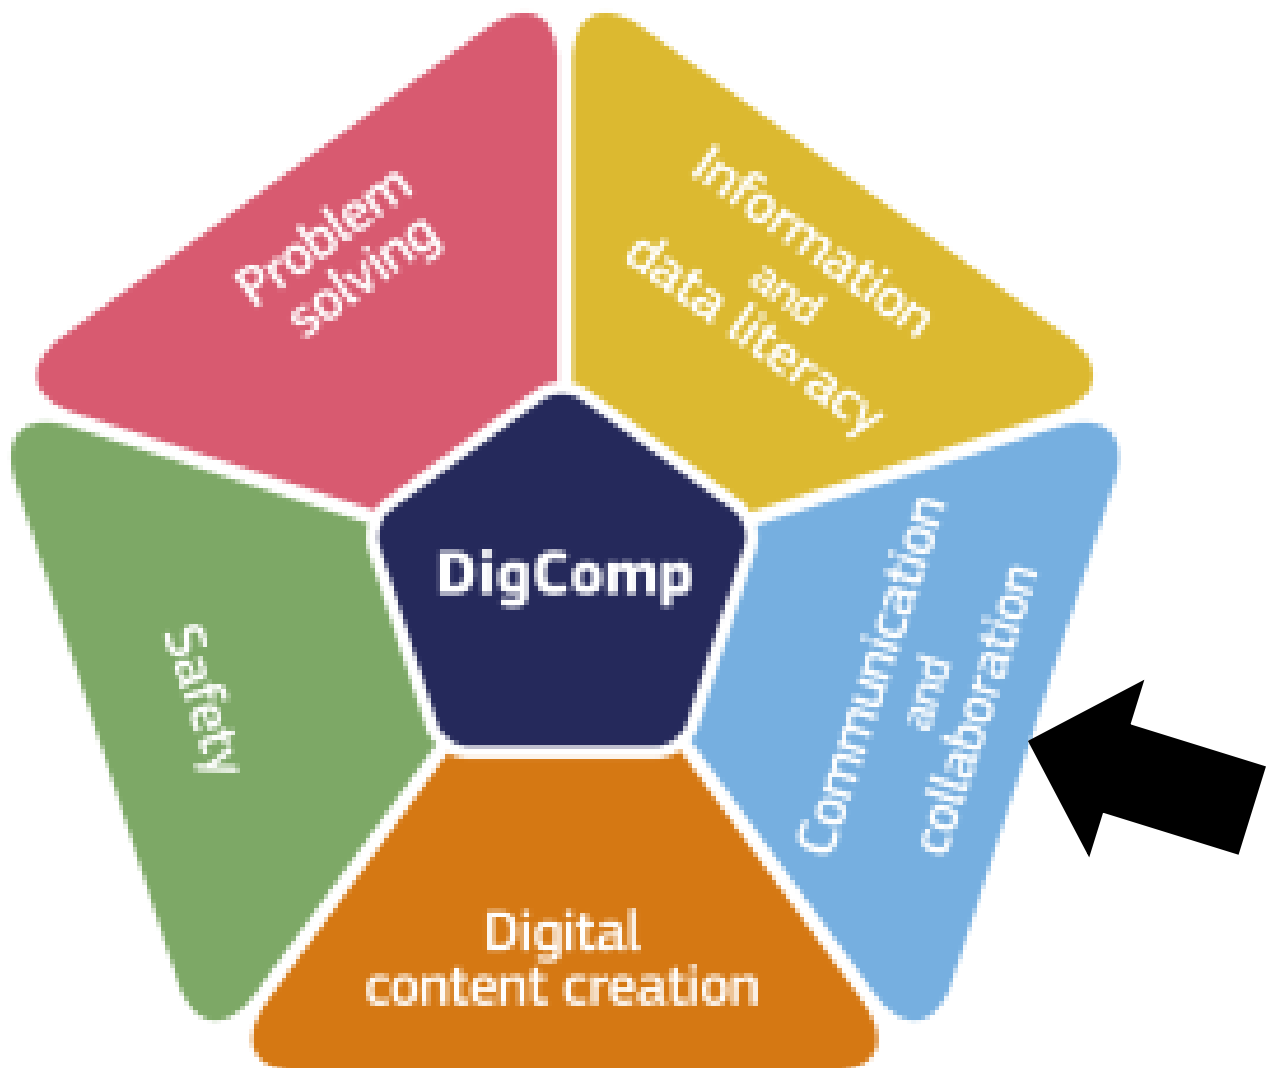 Problem
solving
Information
and
data literacy
DigComp
Communication
and
collaboration
Safety
Digital
content creation